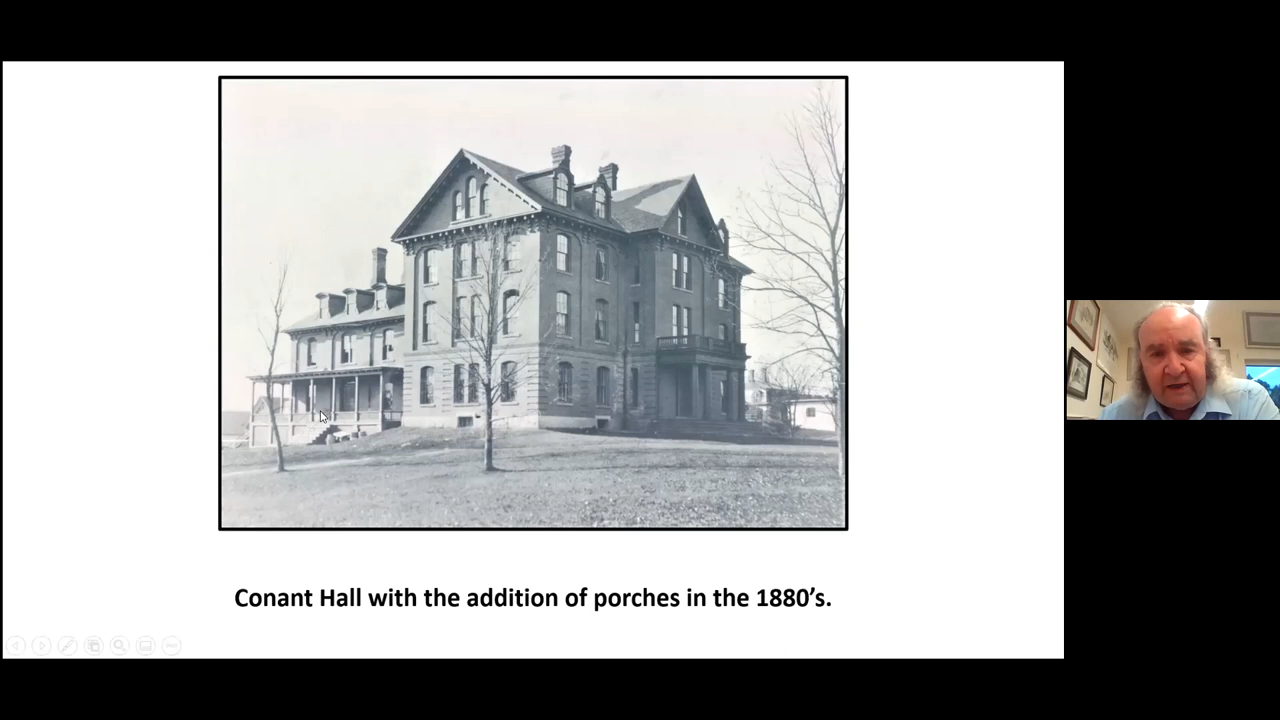 Conant Hall with the addition of porches in the 1880’s.